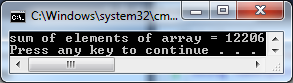 C:\Windows\system32\cm...
sum of elements of array = 12206
Press any key to continue . . .